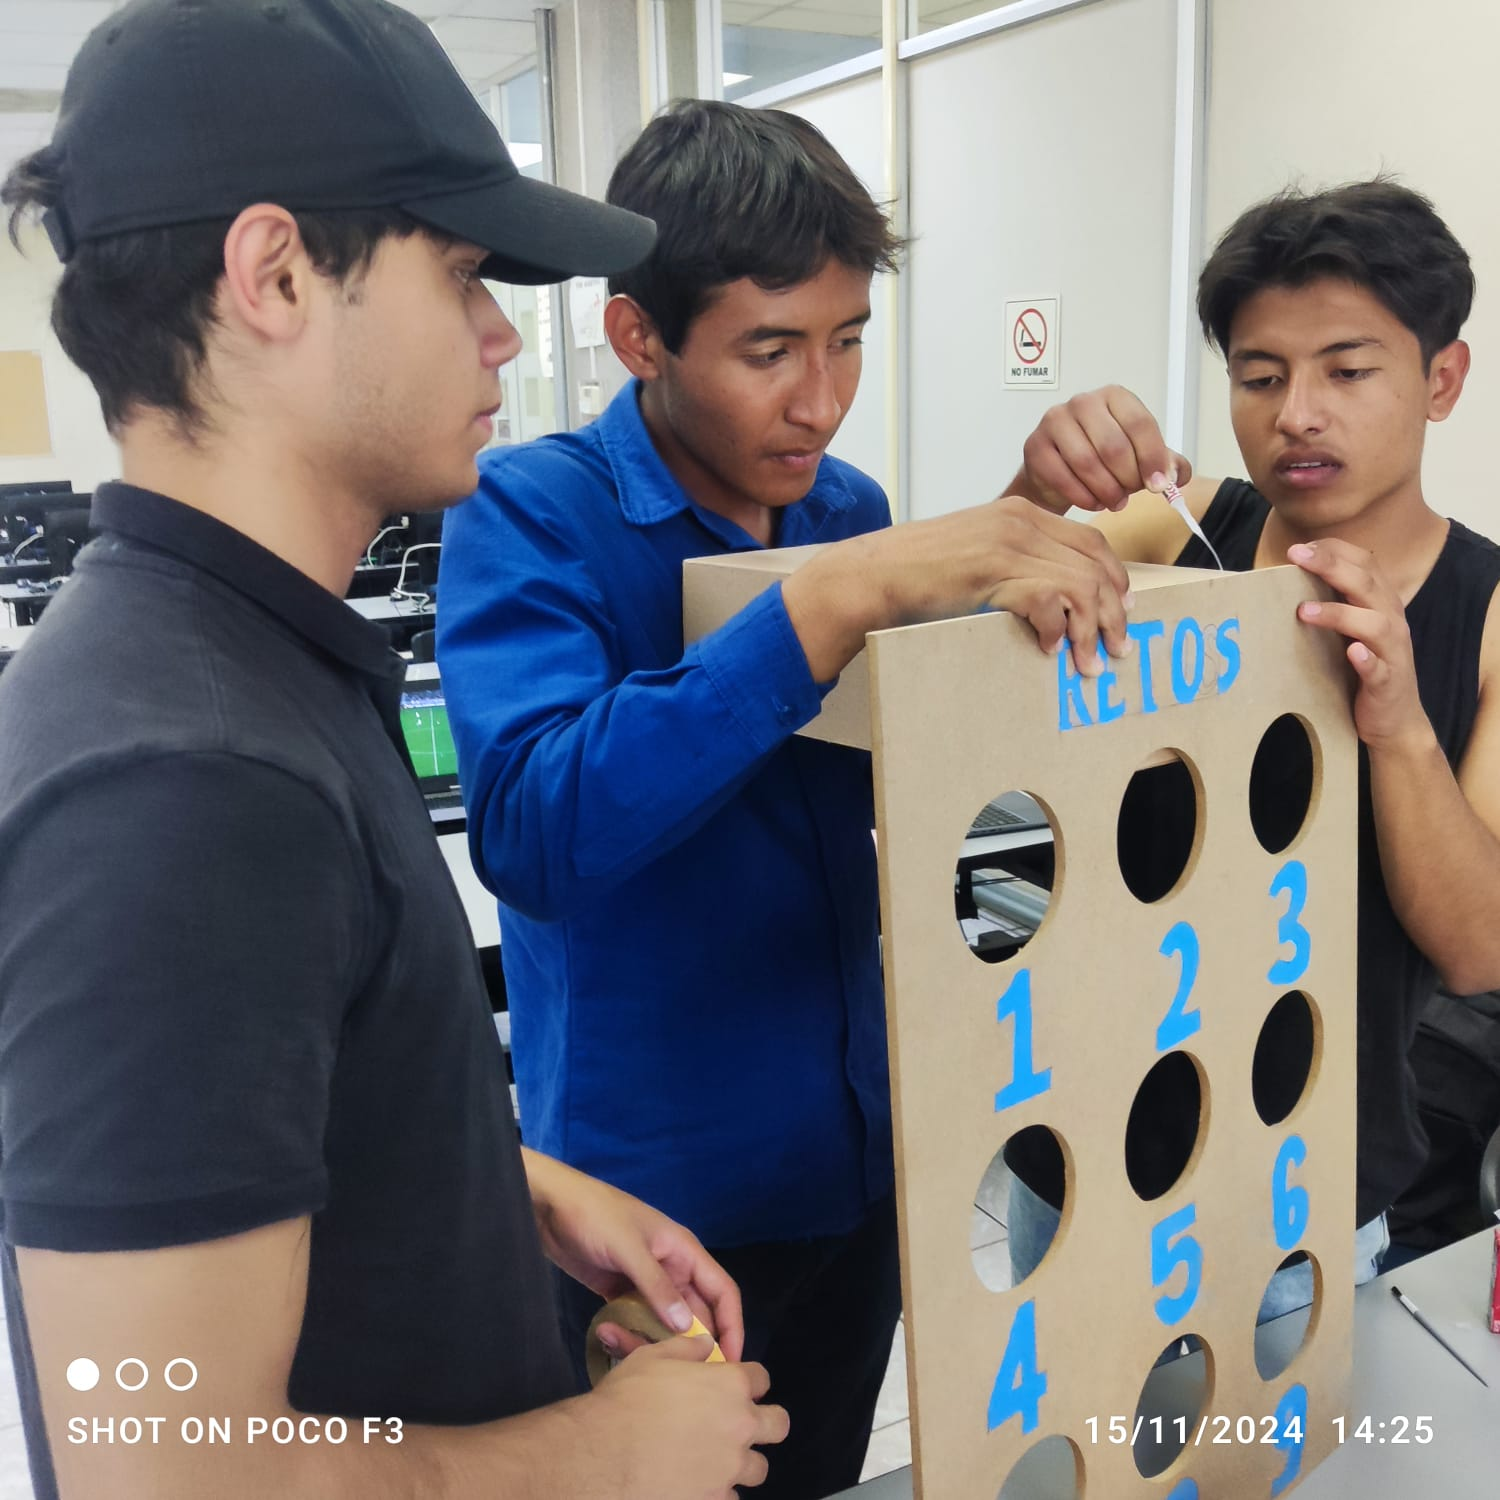 NO FUMAR
RETOS
1 2 3
4 5 6
9
SHOT ON POCO F3
15/11/2024 14:25